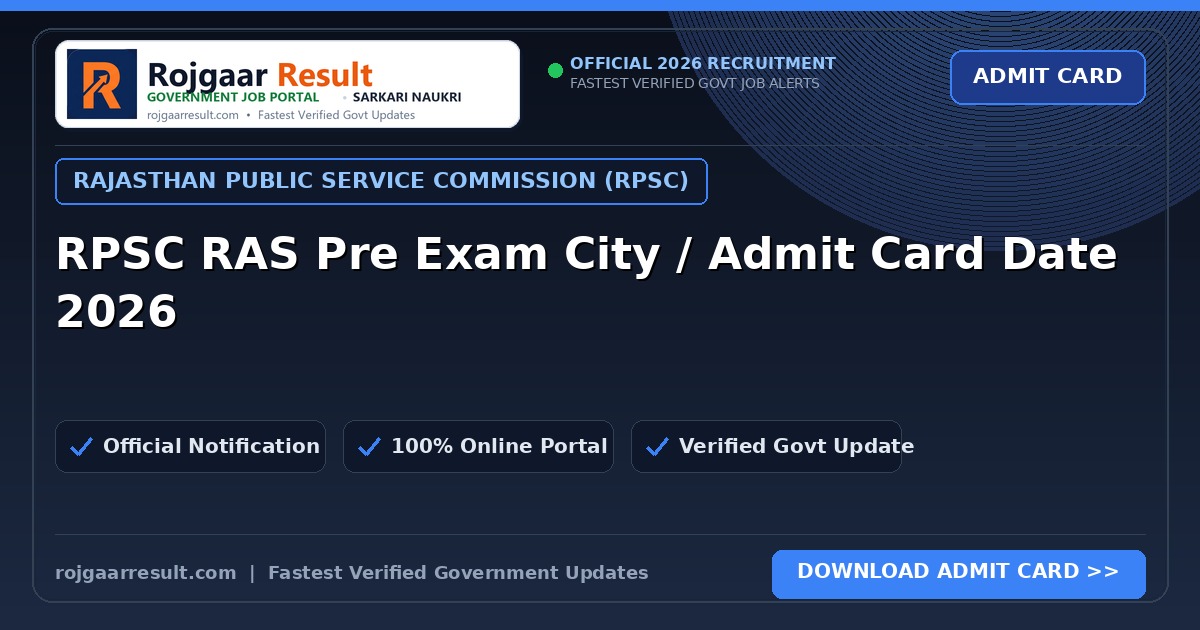 Rojgaar Result
GOVERNMENT JOB PORTAL • SARKARI NAUKRI
rojgaarresult.com • Fastest Verified Govt Updates
OFFICIAL 2026 RECRUITMENT
FASTEST VERIFIED GOVT JOB ALERTS
ADMIT CARD
RAJASTHAN PUBLIC SERVICE COMMISSION (RPSC)
RPSC RAS Pre Exam City / Admit Card Date
2026
Official Notification
100% Online Portal
Verified Govt Update
rojgaarresult.com | Fastest Verified Government Updates
DOWNLOAD ADMIT CARD >>